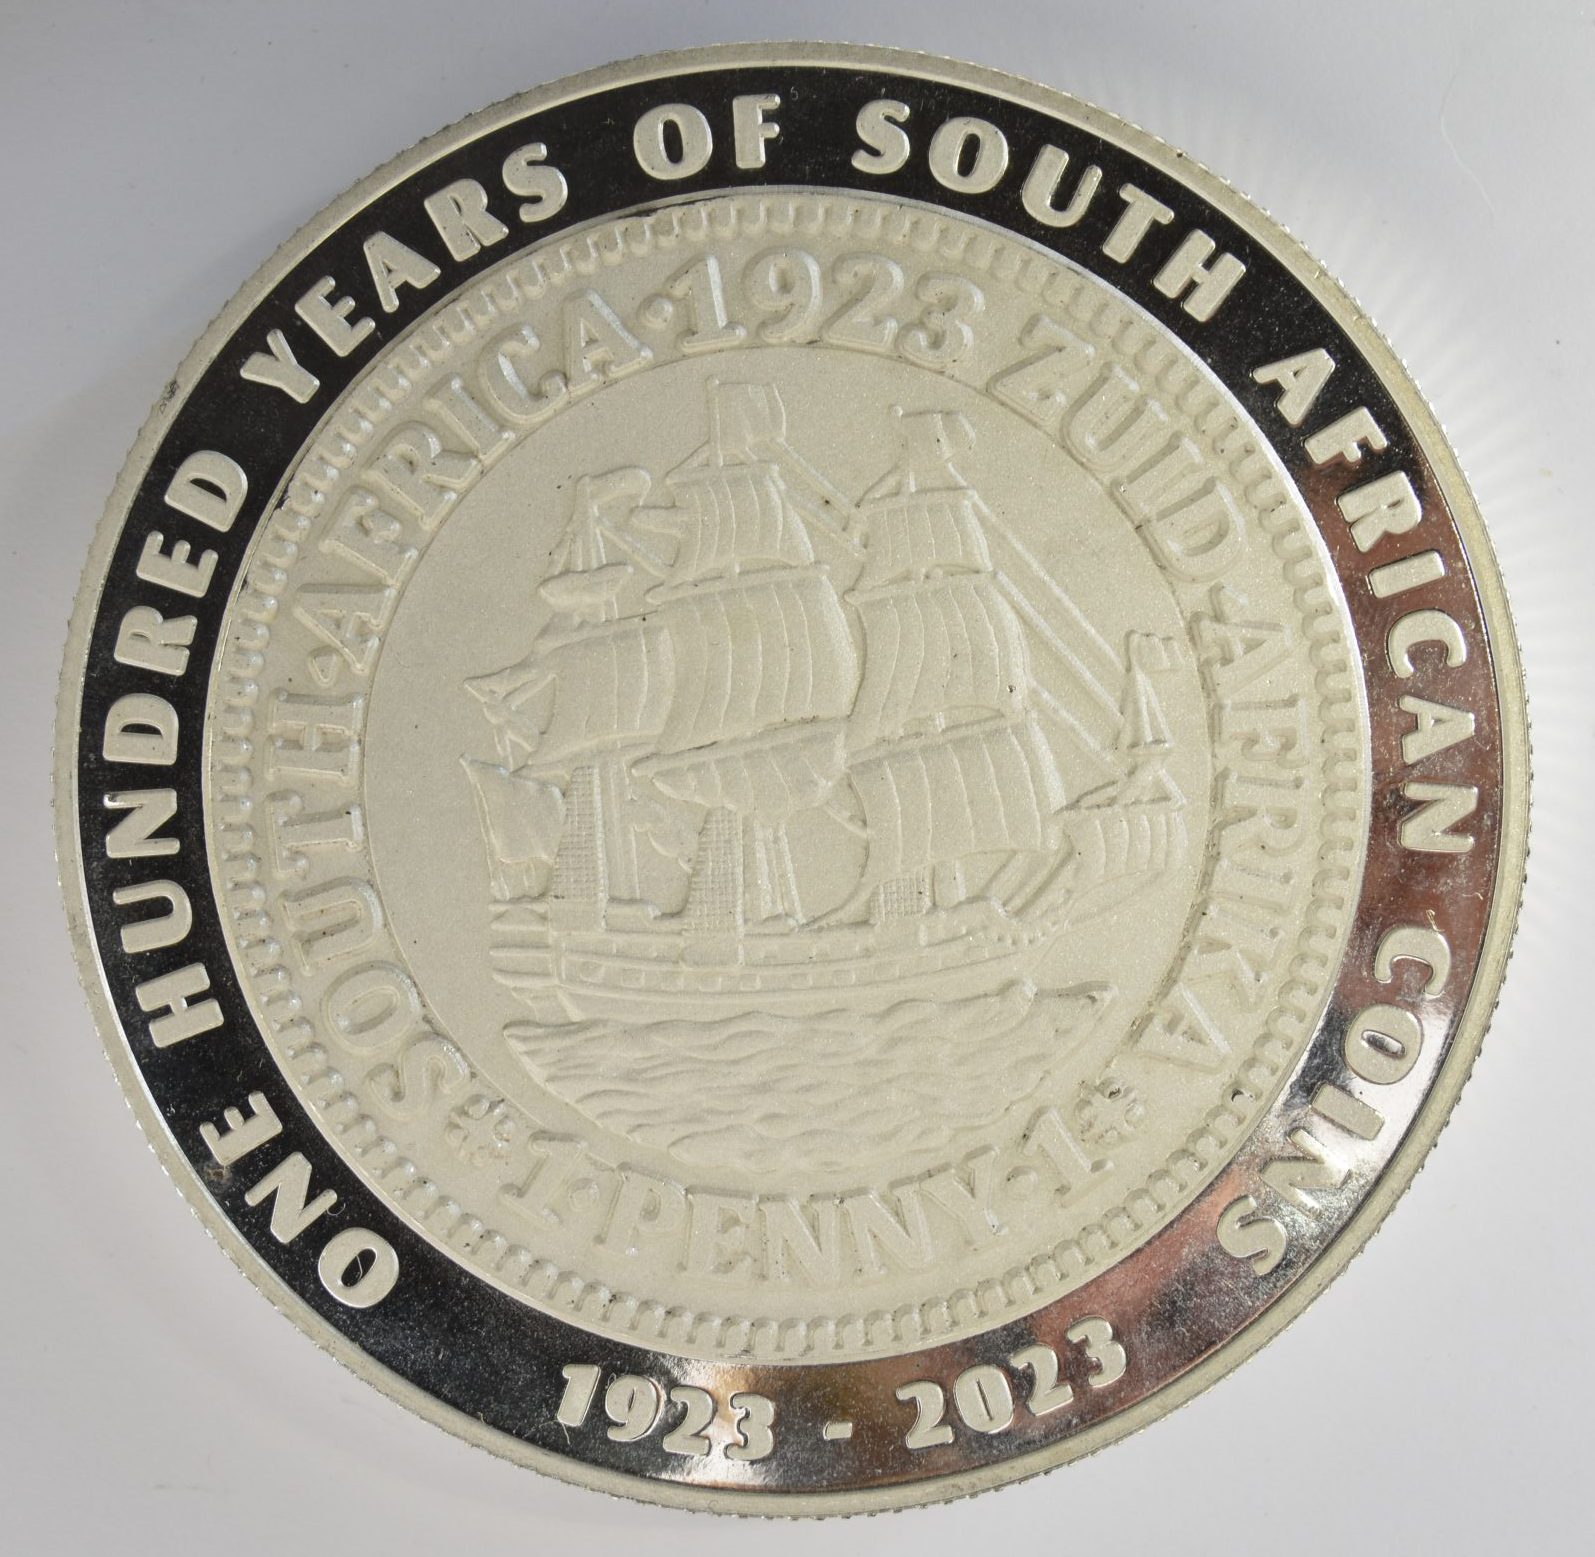 ONE HUNDRED YEARS OF SOUTH AFRICAN COINS
1923 - 2023
SOUTH·AFRICA·1923 ZUID·AFRIKA
1·PENNY·1